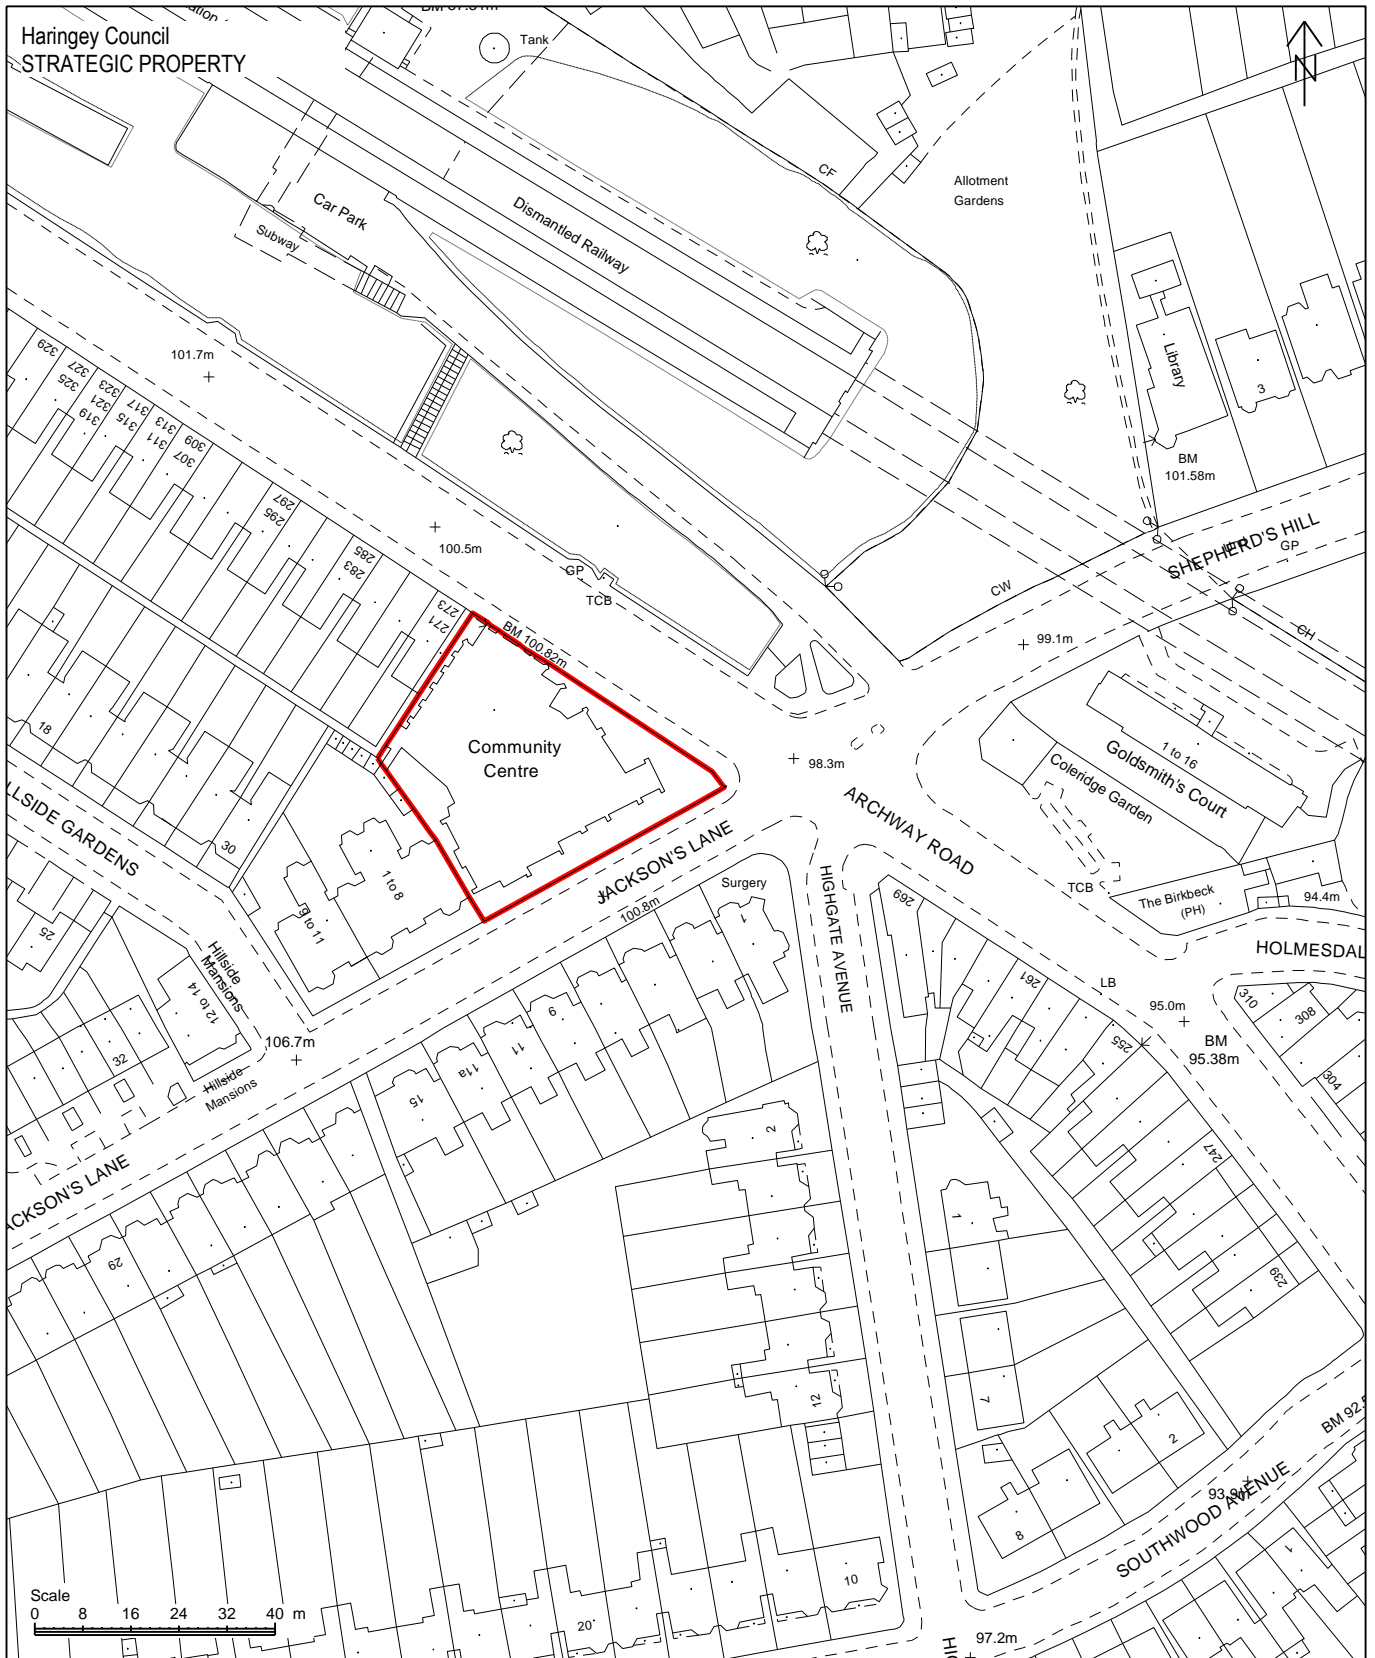 Haringey Council
STRATEGIC PROPERTY
N
Tank
CF
Allotment
Gardens
Car Park
Subway
Dismantled Railway
Library
3
101.7m
BM
101.58m
329
327
325
323
321
319
317
315
313
311
309
307
297
295
285
283
273
271
100.5m
GP
TCB
SHEPHERD'S HILL
GP
CW
99.1m
CH
BM 100.82m
Community
Centre
98.3m
1 to 16
Goldsmith's Court
Coleridge Garden
ARCHWAY ROAD
TCB
The Birkbeck
(PH)
94.4m
HOLMESDAL
18
30
LLSIDE GARDENS
25
1 to 8
9 to 11
Hillside
Mansions
12 to 14
32
106.7m
Hillside
Mansions
JACKSON'S LANE
100.8m
Surgery
1
HIGHGATE AVENUE
269
261
LB
255
95.0m
BM
95.38m
310
308
304
9
11
11a
15
29
ACKSON'S LANE
2
12
1
7
247
239
2
8
BM 92.5
93.9m
SOUTHWOOD AVENUE
1
10
20
97.2m
Scale
0 8 16 24 32 40 m